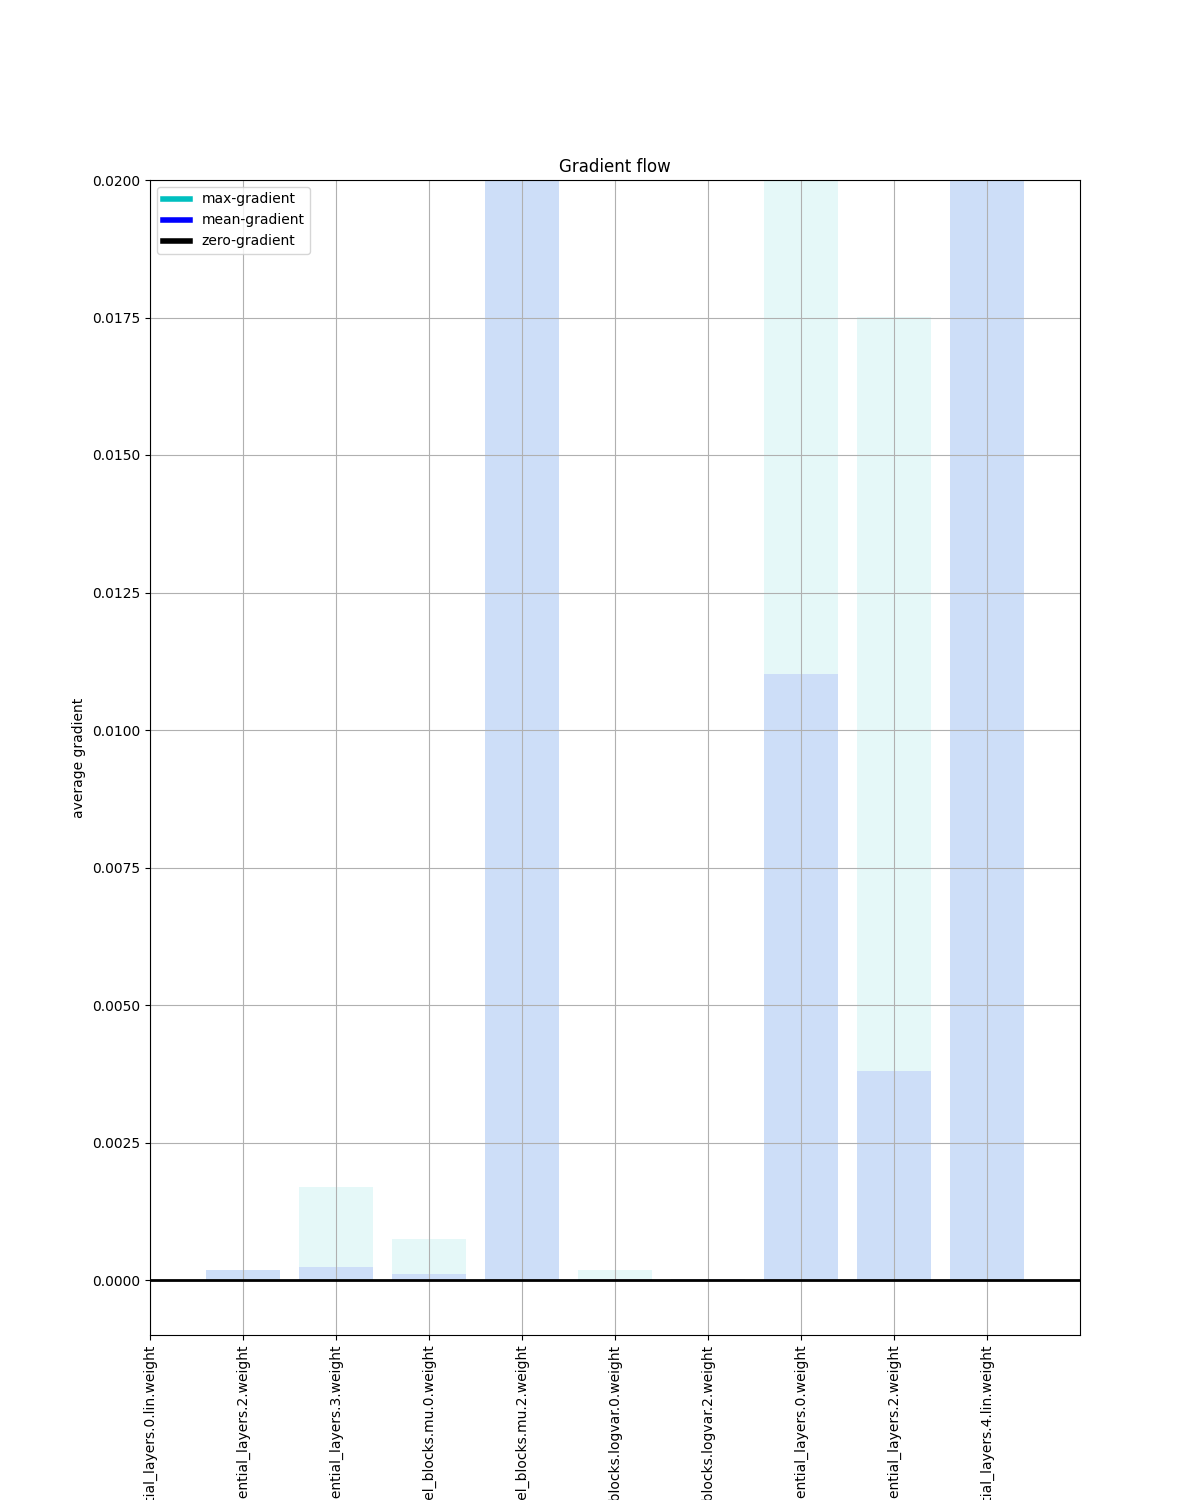 Gradient flow
max-gradient
mean-gradient
zero-gradient
0.0200
0.0175
0.0150
0.0125
0.0100
0.0075
0.0050
0.0025
0.0000
average gradient
tial_layers.0.lin.weight
ential_layers.2.weight
ential_layers.3.weight
el_blocks.mu.0.weight
el_blocks.mu.2.weight
blocks.logvar.0.weight
blocks.logvar.2.weight
ential_layers.0.weight
ential_layers.2.weight
tial_layers.4.lin.weight